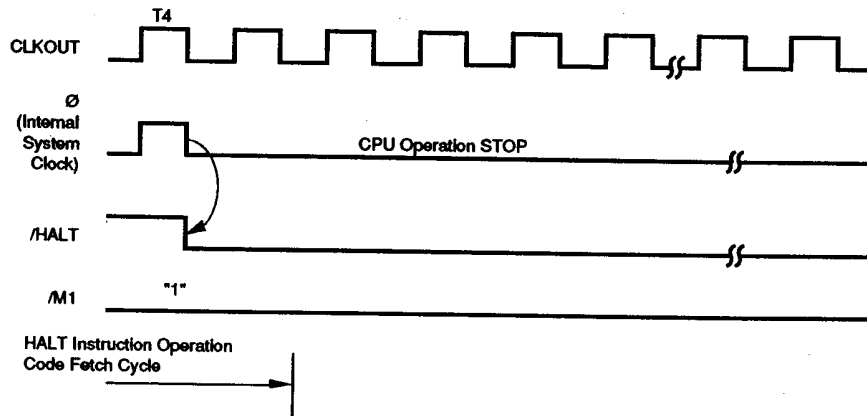 T4
CLKOUT
Ø
(Internal
System
Clock)
CPU Operation STOP
/HALT
/M1
"1"
HALT Instruction Operation
Code Fetch Cycle